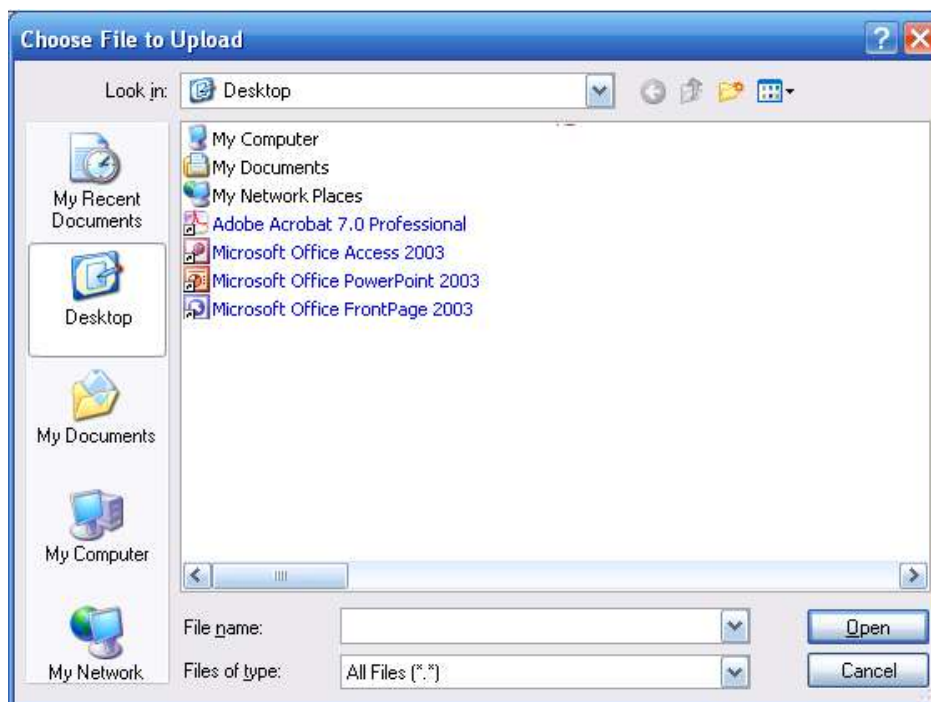 Choose File to Upload
Look in: Desktop
My Recent
Documents
Desktop
My Documents
My Computer
My Network
My Computer
My Documents
My Network Places
Adobe Acrobat 7.0 Professional
Microsoft Office Access 2003
Microsoft Office PowerPoint 2003
Microsoft Office FrontPage 2003
File name: Open
Files of type: All Files (*.*) Cancel